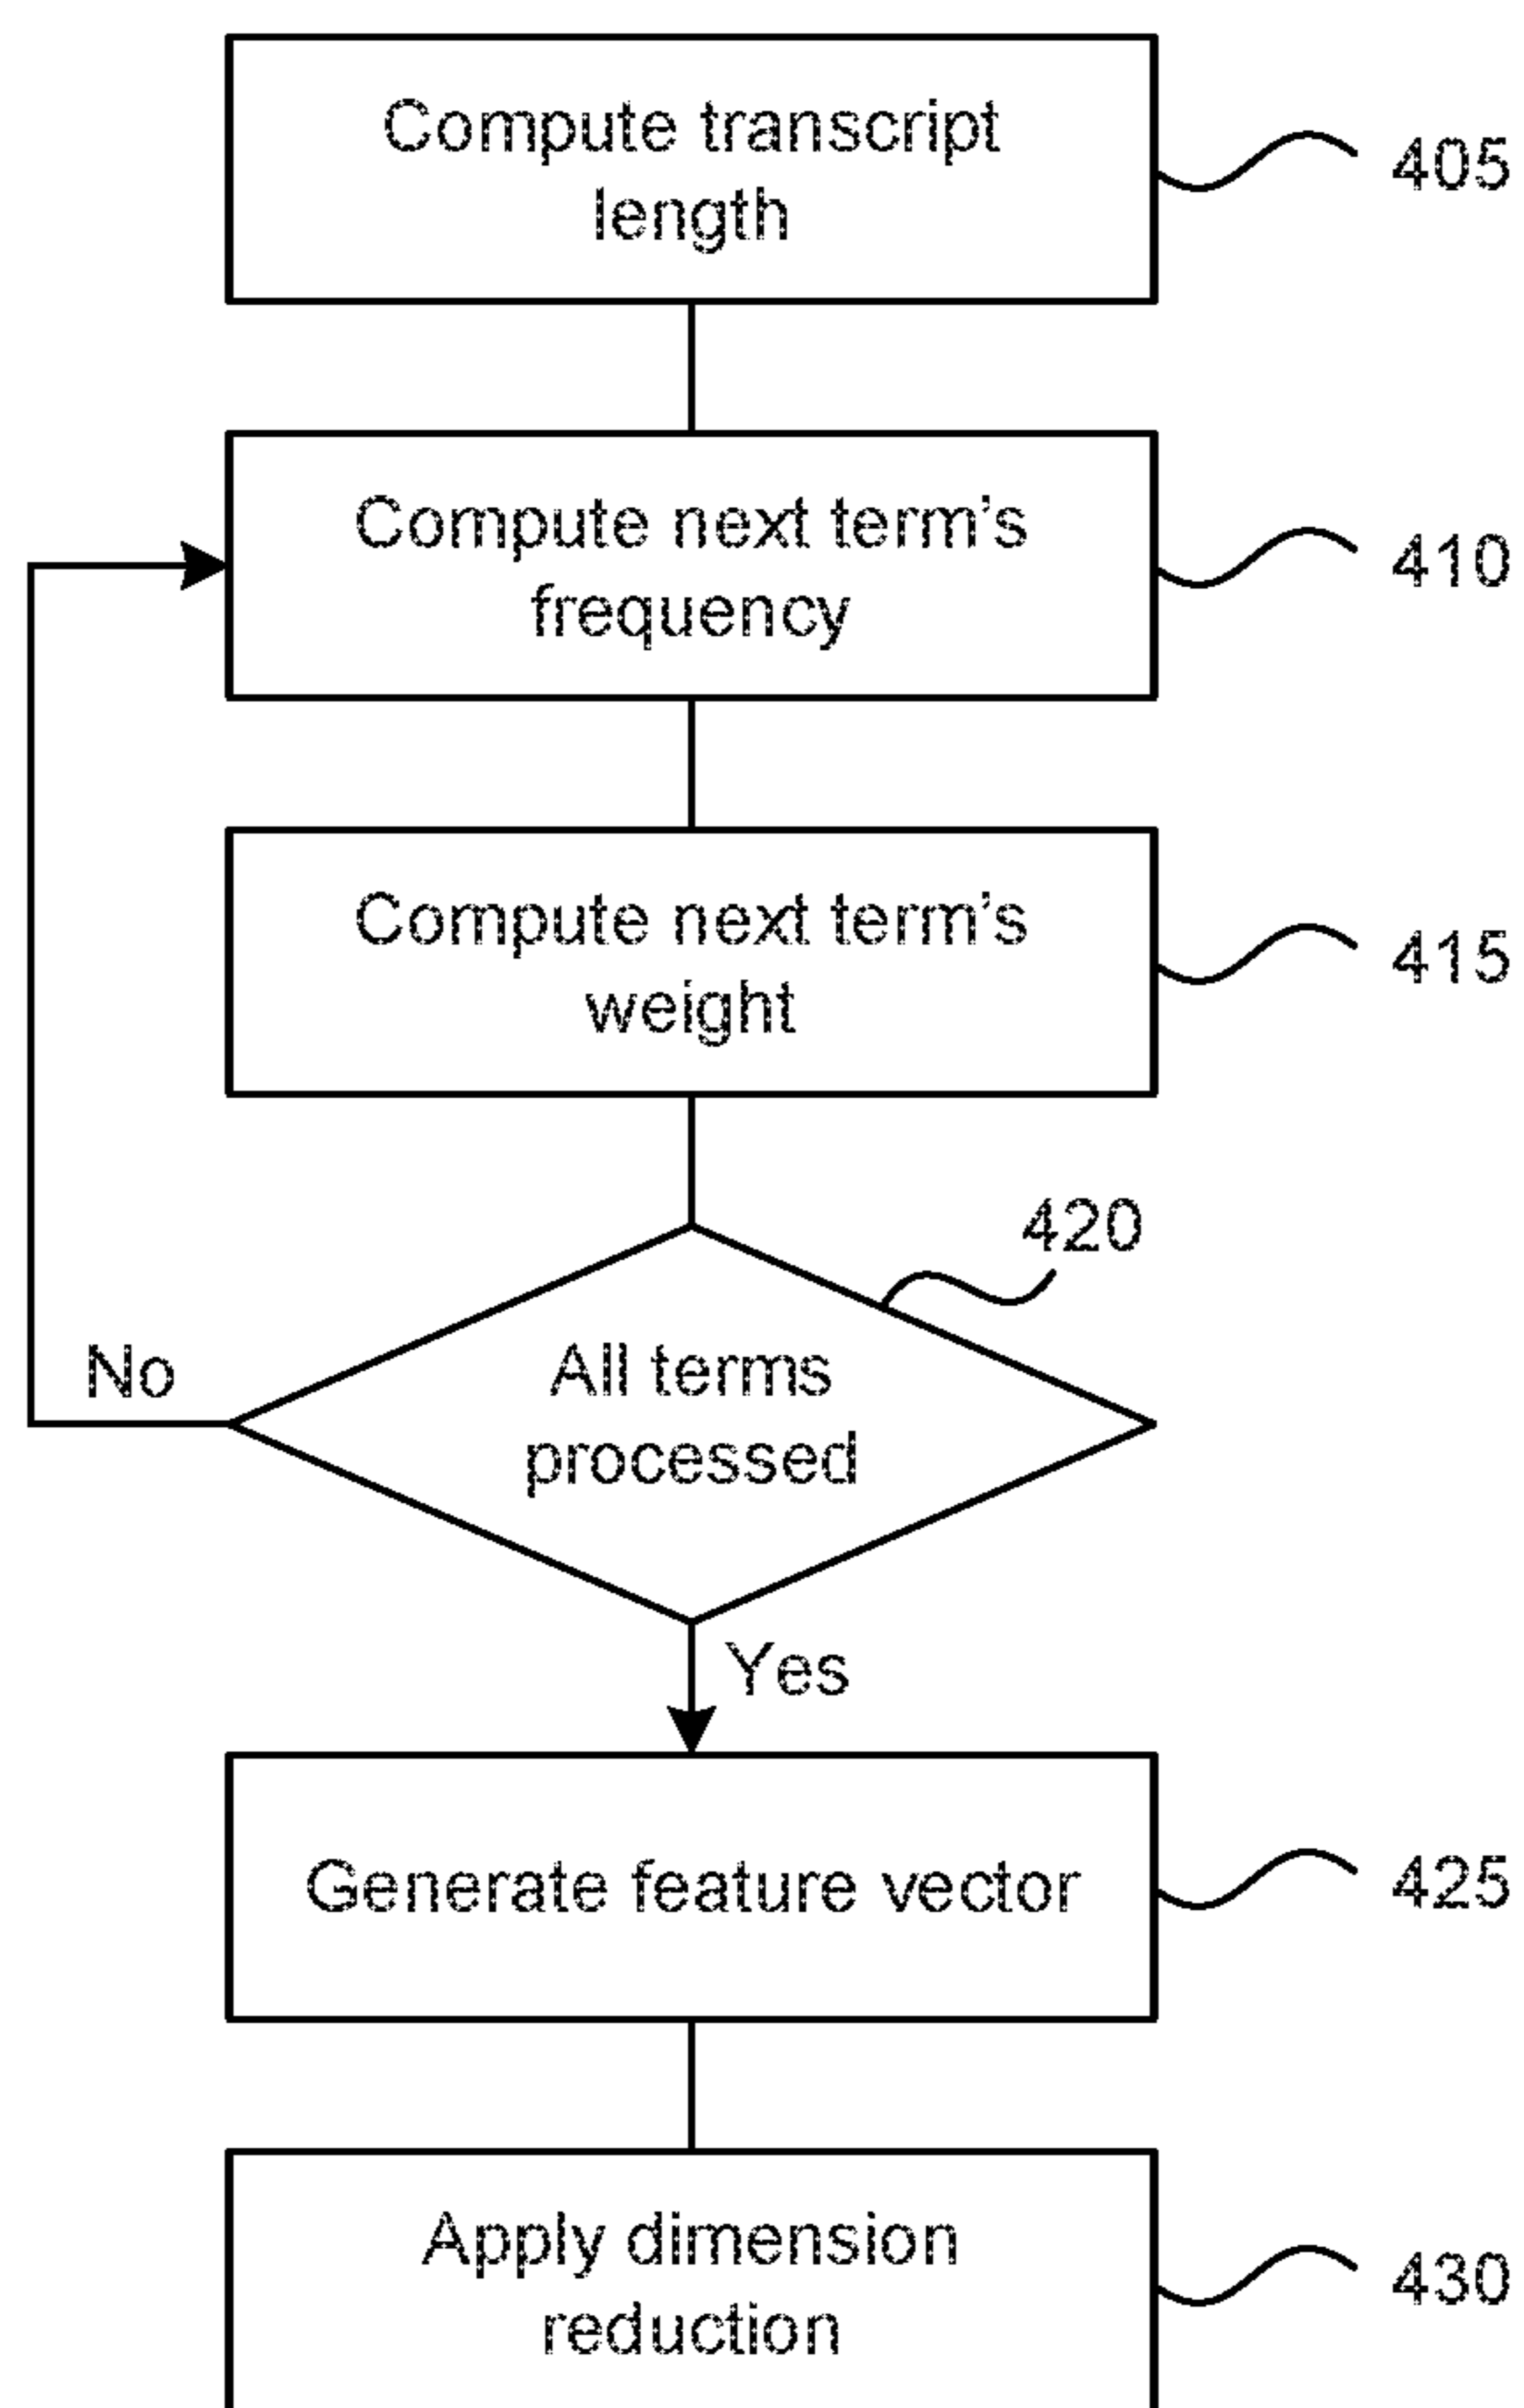 Compute transcript
length
405
Compute next term's
frequency
410
Compute next term's
weight
415
420
All terms
processed
No
Yes
Generate feature vector
425
Apply dimension
reduction
430